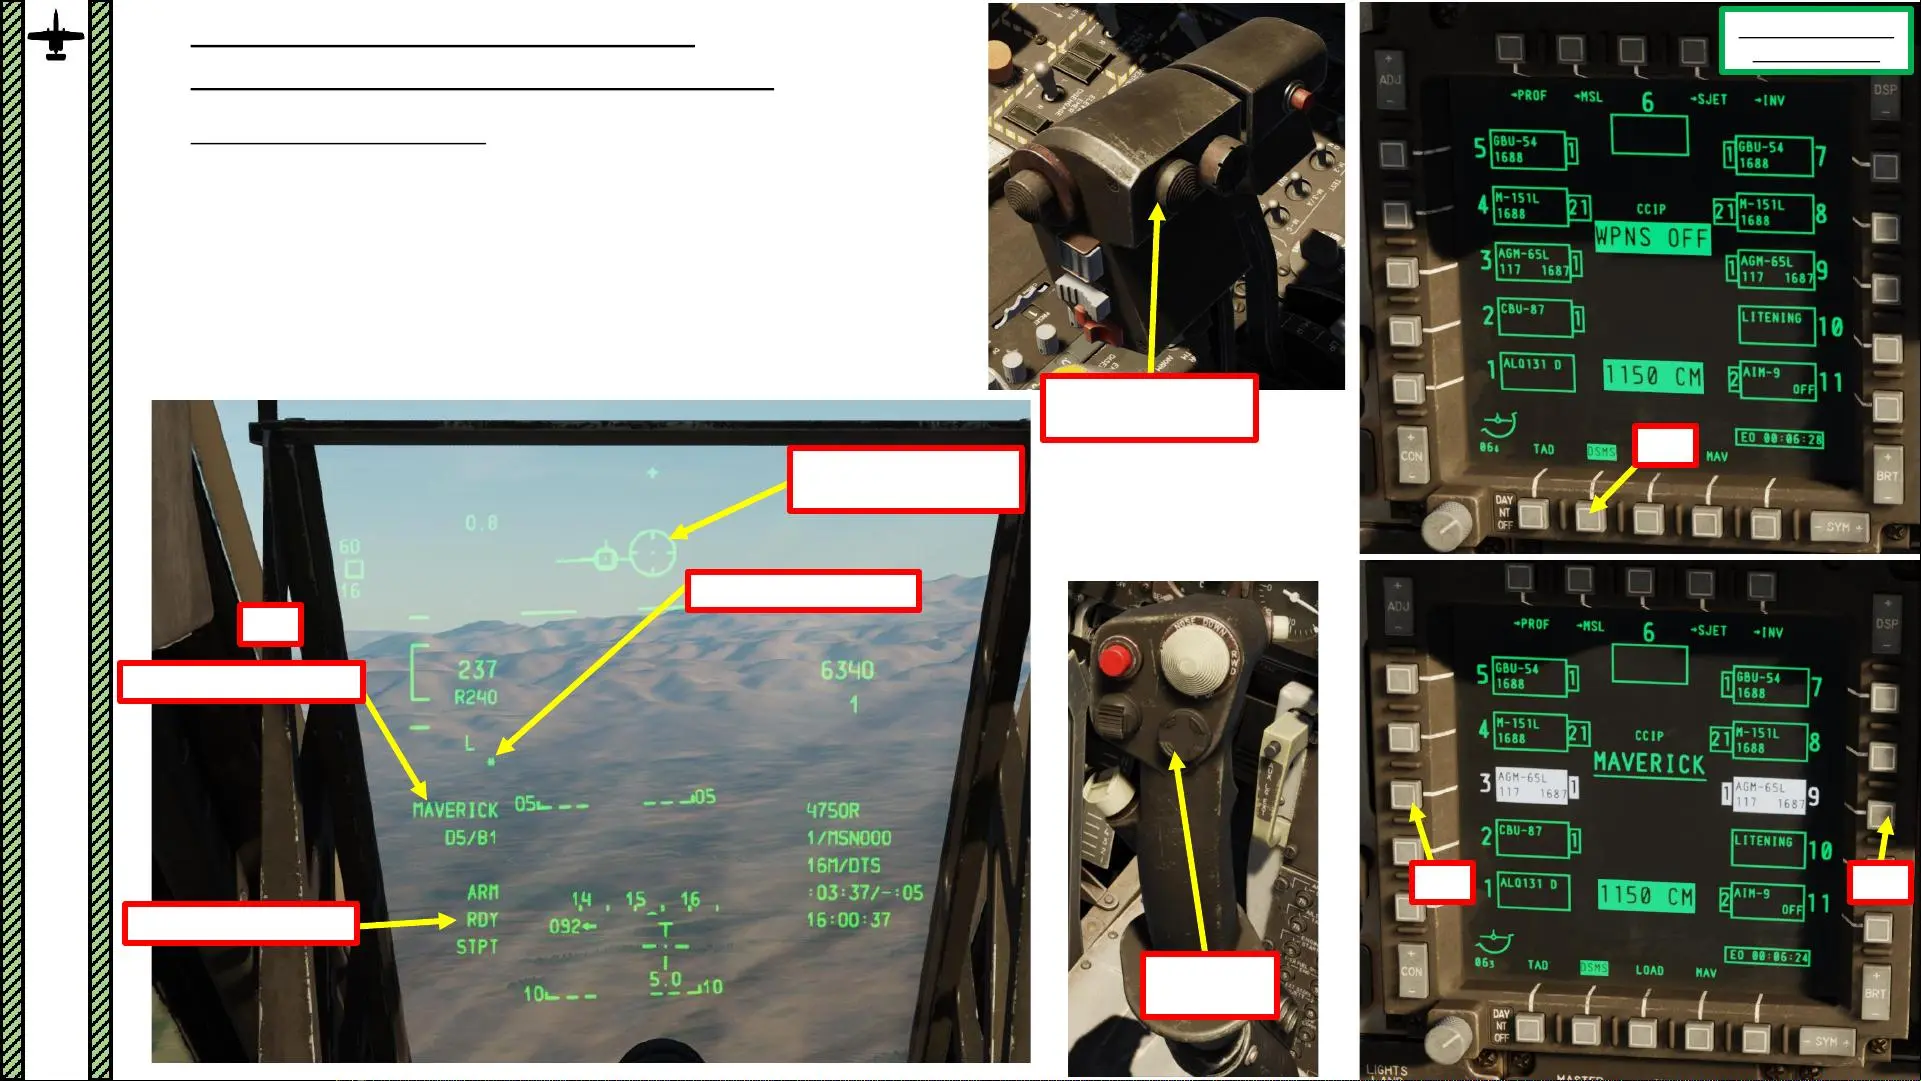 →PROF →MSL 6 →SJET →INV
ADJ
DSP
5 GBU-54 1
1688
1 GBU-54 7
1688
4 M-151L 21
1688
CCIP
21 M-151L 8
1688
WPNS OFF
3 AGM-65L 1
117 1687
1 AGM-65L 9
117 1687
2 CBU-87 1
LITENING 10
1 ALQ131 D
1150 CM
2 AIM-9 11
OFF
EO 00:06:28
TAD DSMS MAV
CON
BRT
DAY
NT
OFF
- SYM +
0.8
60
16
237
R240
6340
1
L
*
MAVERICK
05 05
D5/B1
4750R
1/MSN000
16M/DTS
:03:37/-:05
16:00:37
ARM
RDY
STPT
14 15 16
092←
5.0
10 10
NOSE DOWN
RWD
ADJ
DSP
→PROF →MSL 6 →SJET →INV
5 GBU-54 1
1688
1 GBU-54 7
1688
4 M-151L 21
1688
CCIP
21 M-151L 8
1688
MAVERICK
3 AGM-65L 1
117 1687
1 AGM-65L 9
117 1687
2 CBU-87 1
LITENING 10
1 ALQ131 D
1150 CM
2 AIM-9 11
OFF
063
EO 00:06:24
TAD DSMS LOAD MAV
CON
BRT
DAY
NT
OFF
- SYM +
LIGHTS
MASTER